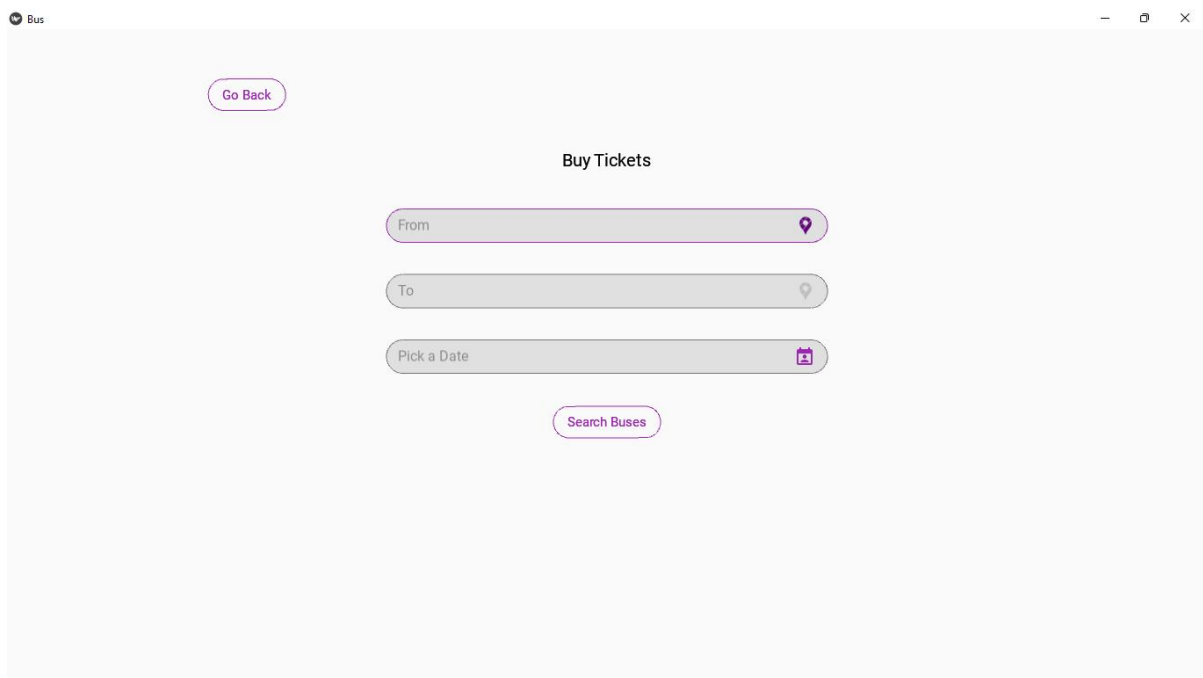 Bus
Go Back
Buy Tickets
From
To
Pick a Date
Search Buses